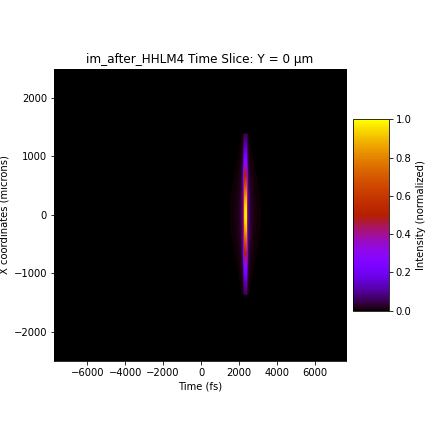 im_after_HHLM4 Time Slice: Y = 0 μm
X coordinates (microns)
2000
1000
0
−1000
−2000
−6000 −4000 −2000 0 2000 4000 6000
Time (fs)
1.0
0.8
0.6
0.4
0.2
0.0
Intensity (normalized)